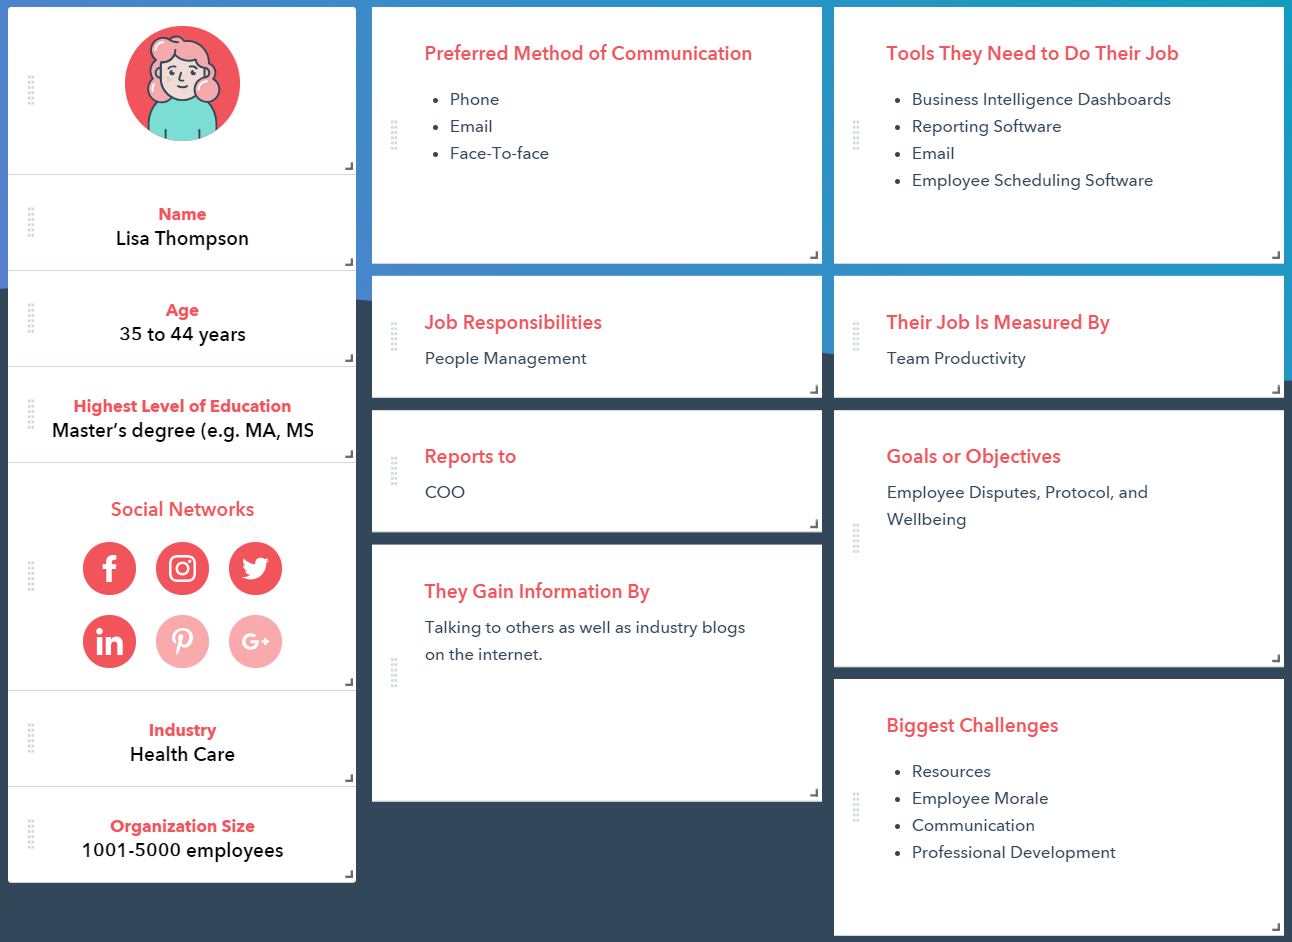 Name
Lisa Thompson
Age
35 to 44 years
Highest Level of Education
Master's degree (e.g. MA, MS
Social Networks
f
in
G+
Industry
Health Care
Organization Size
1001-5000 employees
Preferred Method of Communication
Phone
Email
Face-To-face
Job Responsibilities
People Management
Reports to
COO
They Gain Information By
Talking to others as well as industry blogs
on the internet.
Tools They Need to Do Their Job
Business Intelligence Dashboards
Reporting Software
Email
Employee Scheduling Software
Their Job Is Measured By
Team Productivity
Goals or Objectives
Employee Disputes, Protocol, and
Wellbeing
Biggest Challenges
Resources
Employee Morale
Communication
Professional Development